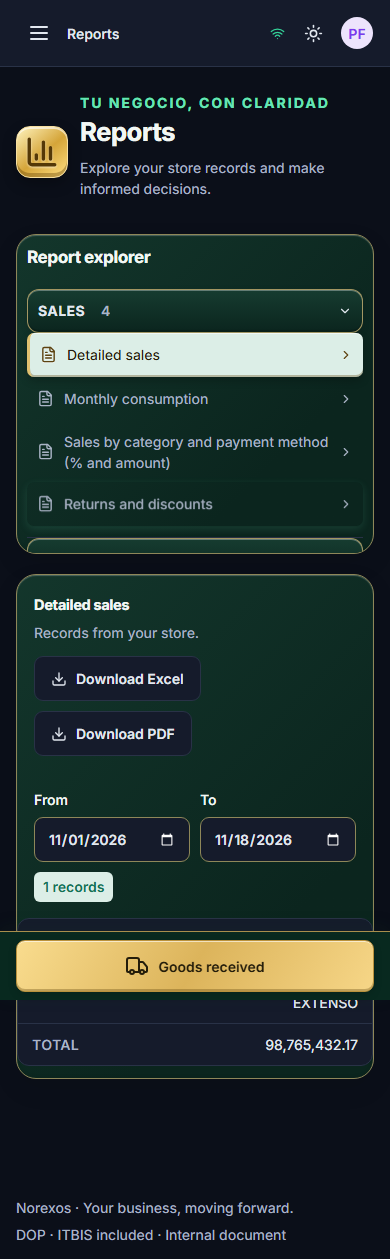 Reports
PF
TU NEGOCIO, CON CLARIDAD
Reports
Explore your store records and make
informed decisions.
Report explorer
SALES 4
Detailed sales
Monthly consumption
Sales by category and payment method
(% and amount)
Returns and discounts
Detailed sales
Records from your store.
Download Excel
Download PDF
From To
11/01/2026 11/18/2026
1 records
Goods received
EXTENSO
TOTAL 98,765,432.17
Norexos · Your business, moving forward.
DOP · ITBIS included · Internal document